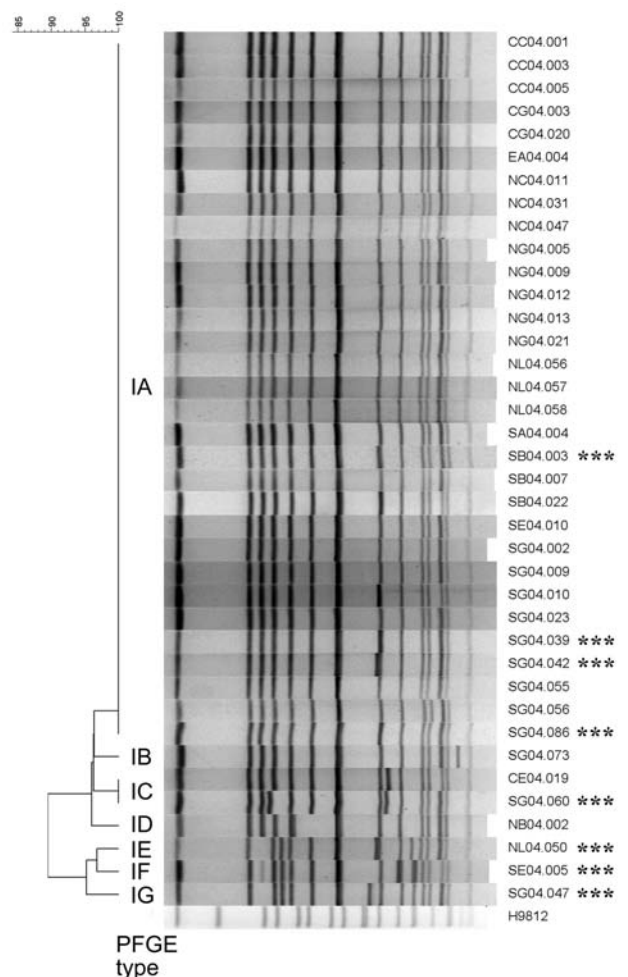 85
90
95
100
CC04.001
CC04.003
CC04.005
CG04.003
CG04.020
EA04.004
NC04.011
NC04.031
NC04.047
NG04.005
NG04.009
NG04.012
NG04.013
NG04.021
NL04.056
IA NL04.057
NL04.058
SA04.004
SB04.003 ***
SB04.007
SB04.022
SE04.010
SG04.002
SG04.009
SG04.010
SG04.023
SG04.039 ***
SG04.042 ***
SG04.055
SG04.056
SG04.086 ***
IB SG04.073
CE04.019
IC SG04.060 ***
ID NB04.002
IE NL04.050 ***
IF SE04.005 ***
IG SG04.047 ***
H9812
PFGE
type